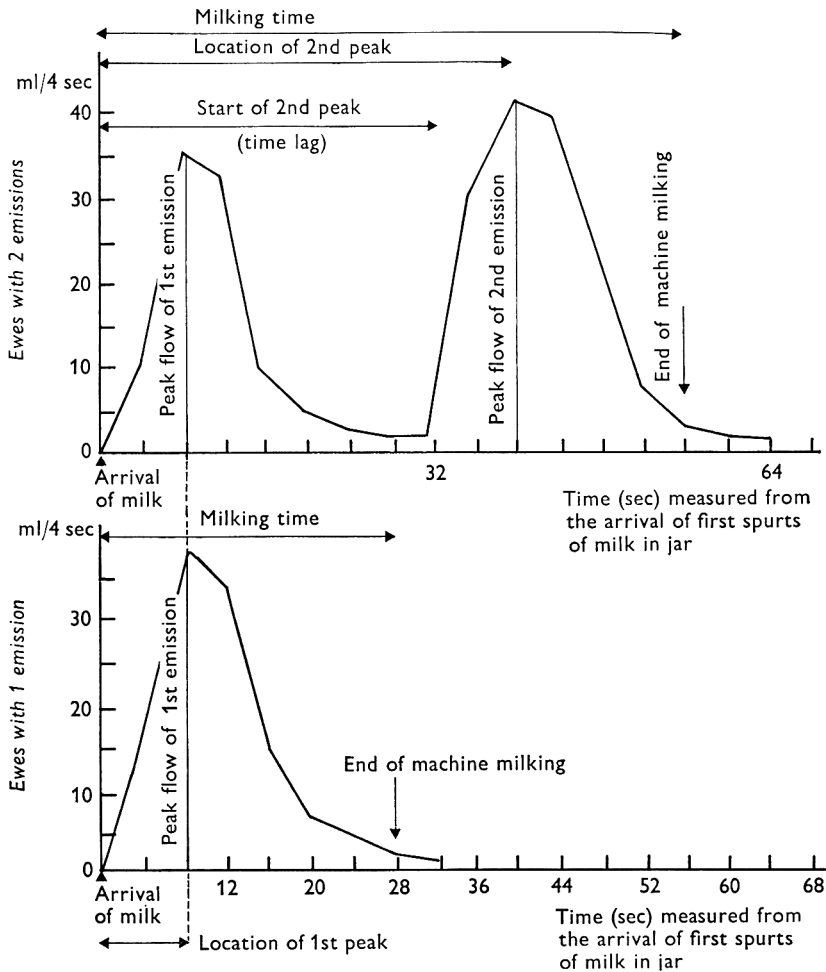 Milking time
Location of 2nd peak
ml/4 sec
40
Start of 2nd peak
(time lag)
30
20
10
0
Ewes with 2 emissions
Peak flow of 1st emission
Peak flow of 2nd emission
End of machine milking
Arrival
of milk
32
64
Time (sec) measured from
the arrival of first spurts
of milk in jar
ml/4 sec
Milking time
30
20
10
0
Ewes with 1 emission
Peak flow of 1st emission
End of machine milking
Arrival
of milk
12
20
28
36
44
52
60
68
Time (sec) measured from
the arrival of first spurts
of milk in jar
Location of 1st peak